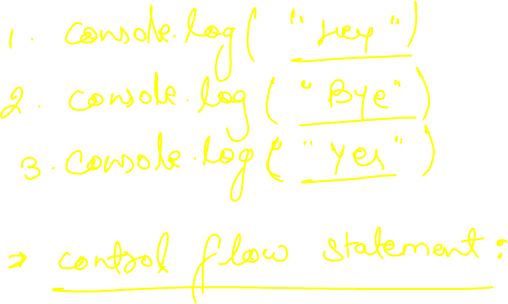 1. console.log( "Hey")
2. console.log ( "Bye")
3. console.log ( "Yes")
⇒ control flow statement: